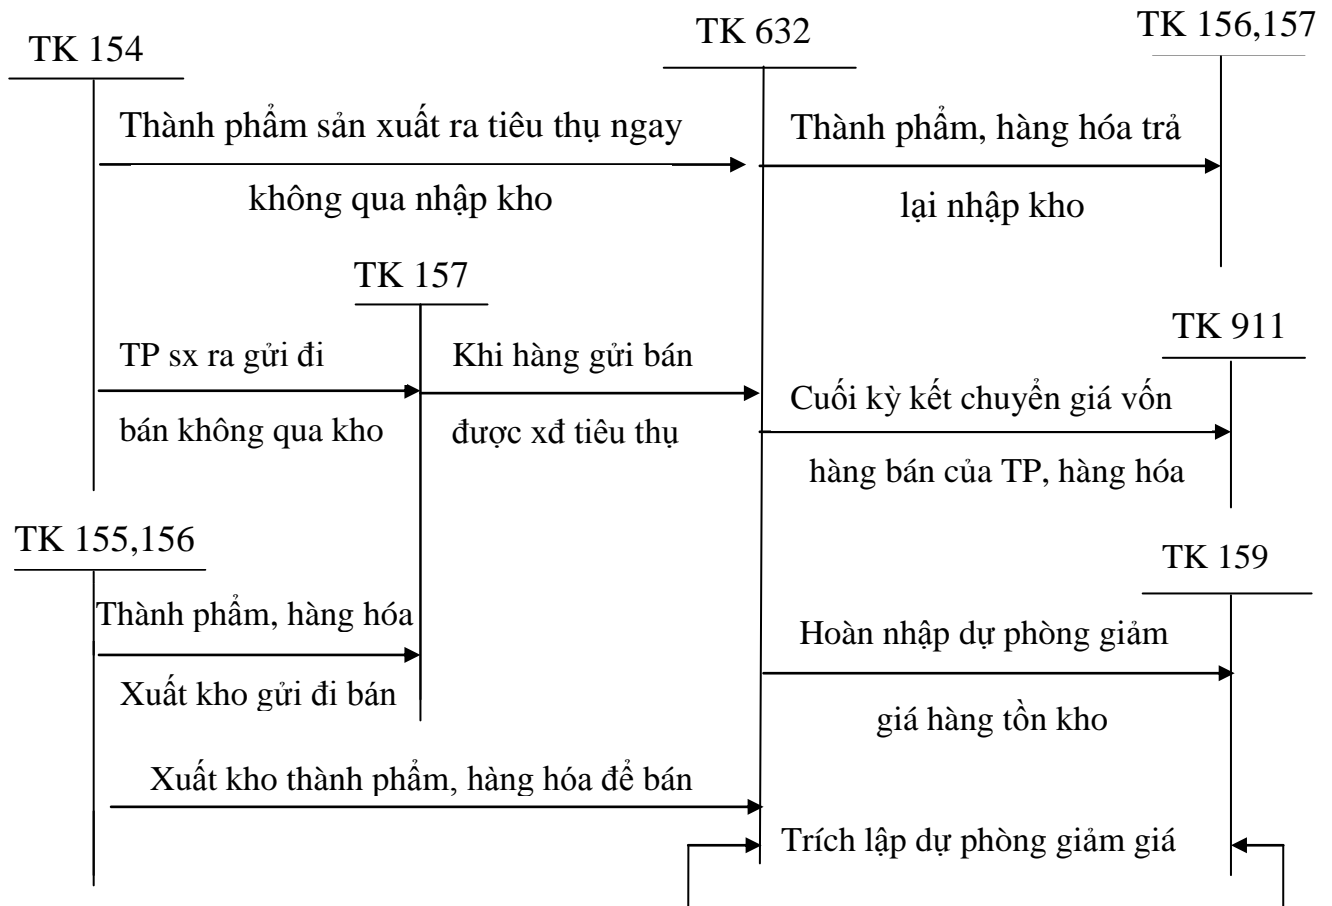 TK 154
TK 632
TK 156,157
Thành phẩm sản xuất ra tiêu thụ ngay
không qua nhập kho
Thành phẩm, hàng hóa trả
lại nhập kho
TK 157
TK 911
TP sx ra gửi đi
bán không qua kho
Khi hàng gửi bán
được xđ tiêu thụ
Cuối kỳ kết chuyển giá vốn
hàng bán của TP, hàng hóa
TK 155,156
TK 159
Thành phẩm, hàng hóa
Xuất kho gửi đi bán
Hoàn nhập dự phòng giảm
giá hàng tồn kho
Xuất kho thành phẩm, hàng hóa để bán
Trích lập dự phòng giảm giá